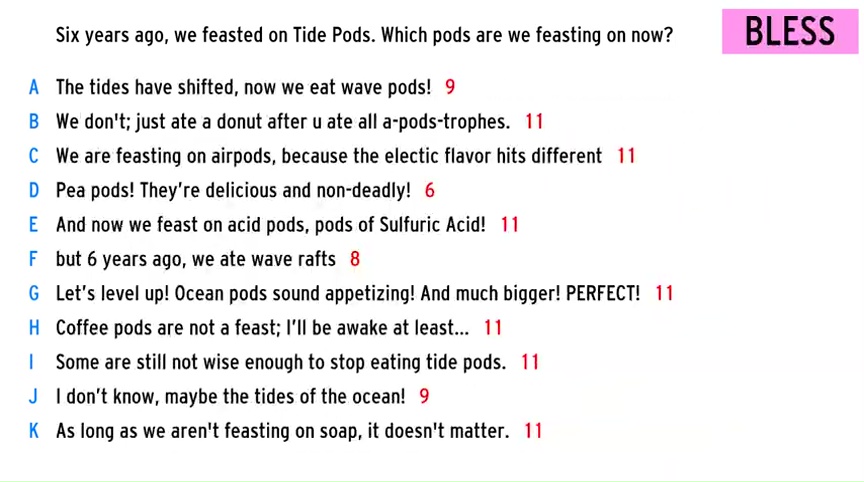 Six years ago, we feasted on Tide Pods. Which pods are we feasting on now?
BLESS
A The tides have shifted, now we eat wave pods! 9
B We don't; just ate a donut after u ate all a-pods-trophes. 11
C We are feasting on airpods, because the electic flavor hits different 11
D Pea pods! They're delicious and non-deadly! 6
E And now we feast on acid pods, pods of Sulfuric Acid! 11
F but 6 years ago, we ate wave rafts 8
G Let's level up! Ocean pods sound appetizing! And much bigger! PERFECT! 11
H Coffee pods are not a feast; I'll be awake at least... 11
I Some are still not wise enough to stop eating tide pods. 11
J I don't know, maybe the tides of the ocean! 9
K As long as we aren't feasting on soap, it doesn't matter. 11